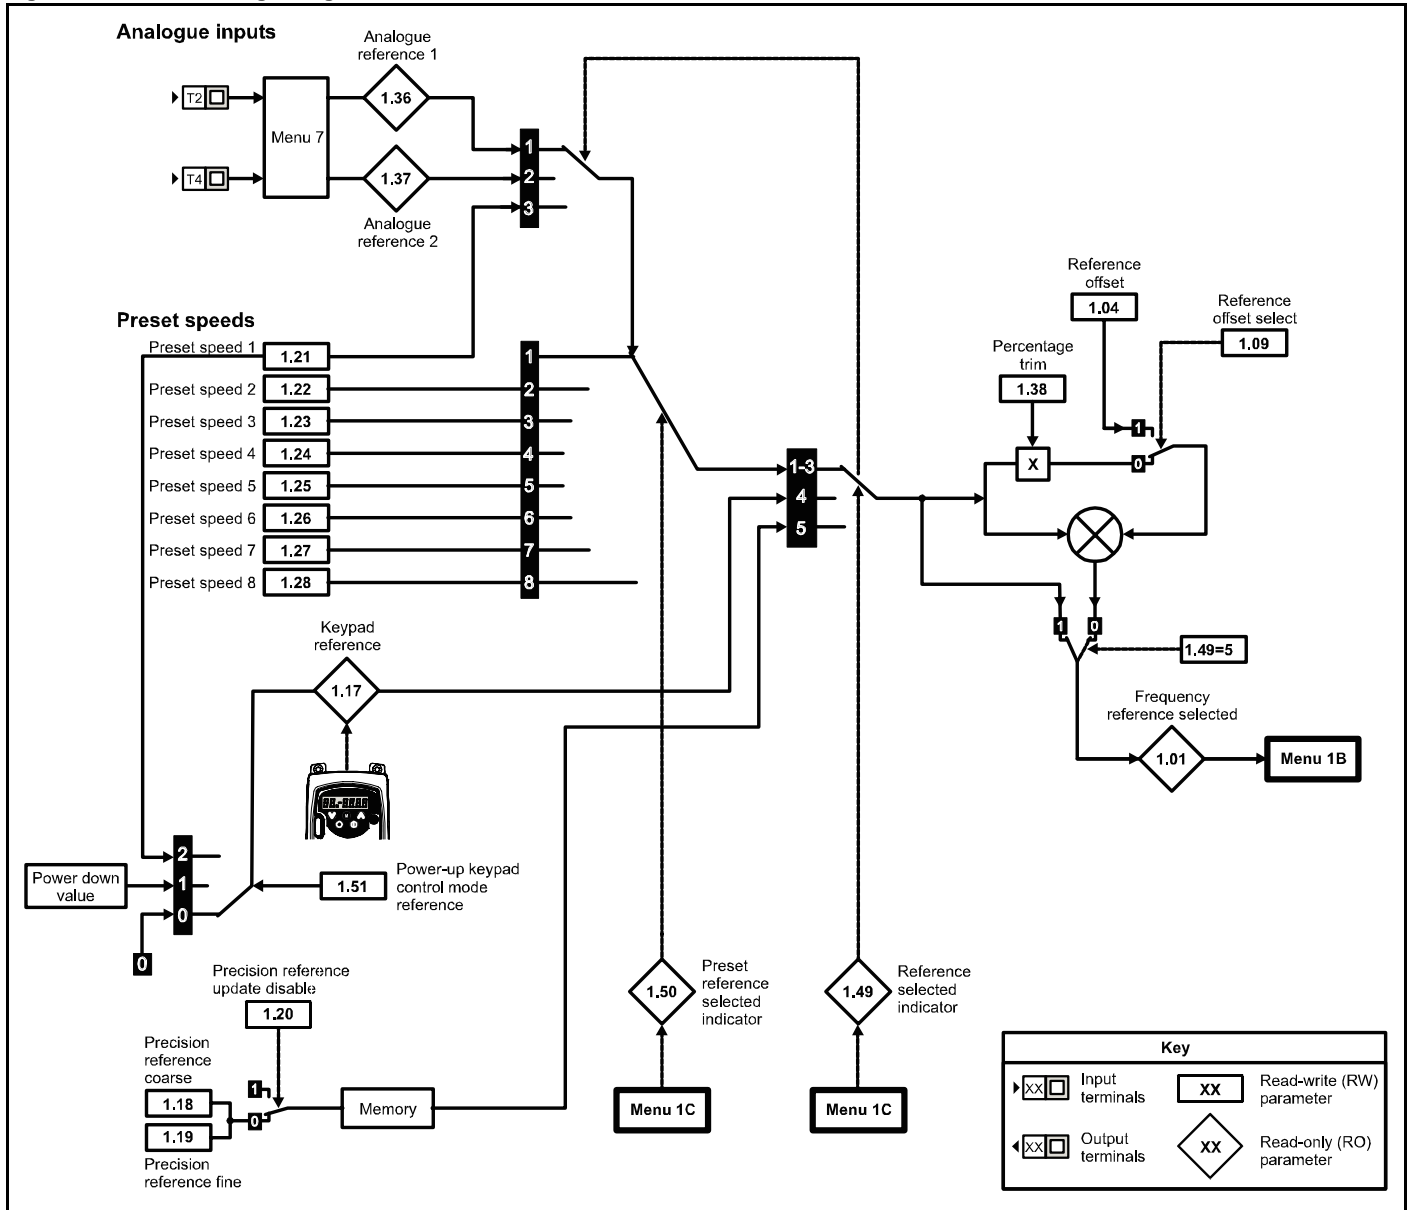 Analogue inputs
Analogue
reference 1
T2
1.36
Menu 7
1
T4
1.37
2
3
Analogue
reference 2
Preset speeds
Preset speed 1
1.21
1
Preset speed 2
1.22
2
Preset speed 3
1.23
3
Preset speed 4
1.24
4
Preset speed 5
1.25
5
Preset speed 6
1.26
6
Preset speed 7
1.27
7
Preset speed 8
1.28
8
1-3
4
5
Reference
offset
1.04
Reference
offset select
1.09
Percentage
trim
1.38
1
X
0
1
0
1.49=5
Keypad
reference
1.17
Frequency
reference selected
1.01
Menu 1B
2
Power down
value
1
0
0
1.51
Power-up keypad
control mode
reference
Precision reference
update disable
1.20
Precision
reference
coarse
1.18
1
0
1.19
Precision
reference fine
Memory
1.50
Preset
reference
selected
indicator
Menu 1C
1.49
Reference
selected
indicator
Menu 1C
Key
XX
Input
terminals
XX
Read-write (RW)
parameter
XX
Output
terminals
XX
Read-only (RO)
parameter